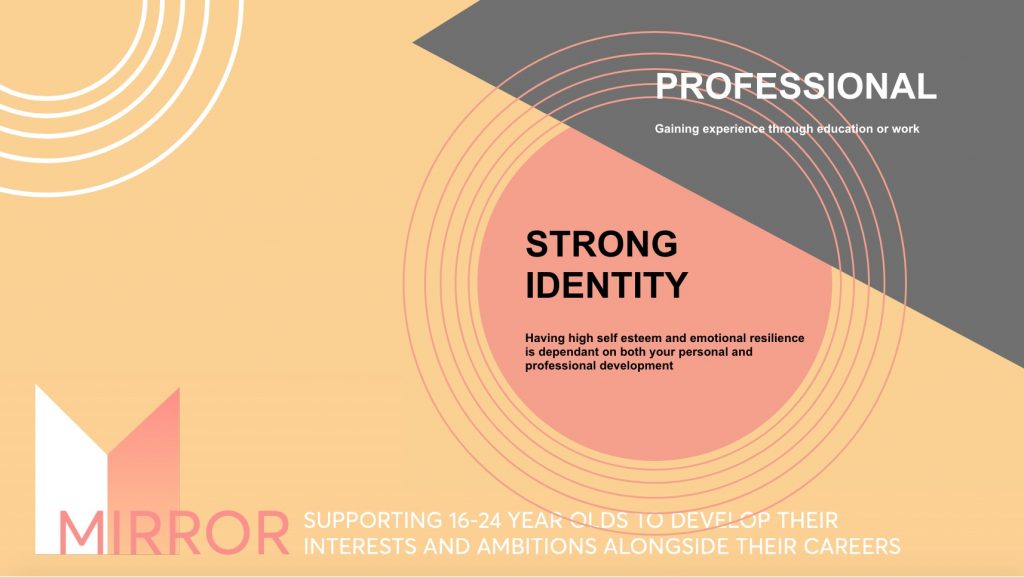 PROFESSIONAL
Gaining experience through education or work
STRONG
IDENTITY
Having high self esteem and emotional resilience
is dependant on both your personal and
professional development
MIRROR
SUPPORTING 16-24 YEAR OLDS TO DEVELOP THEIR
INTERESTS AND AMBITIONS ALONGSIDE THEIR CAREERS